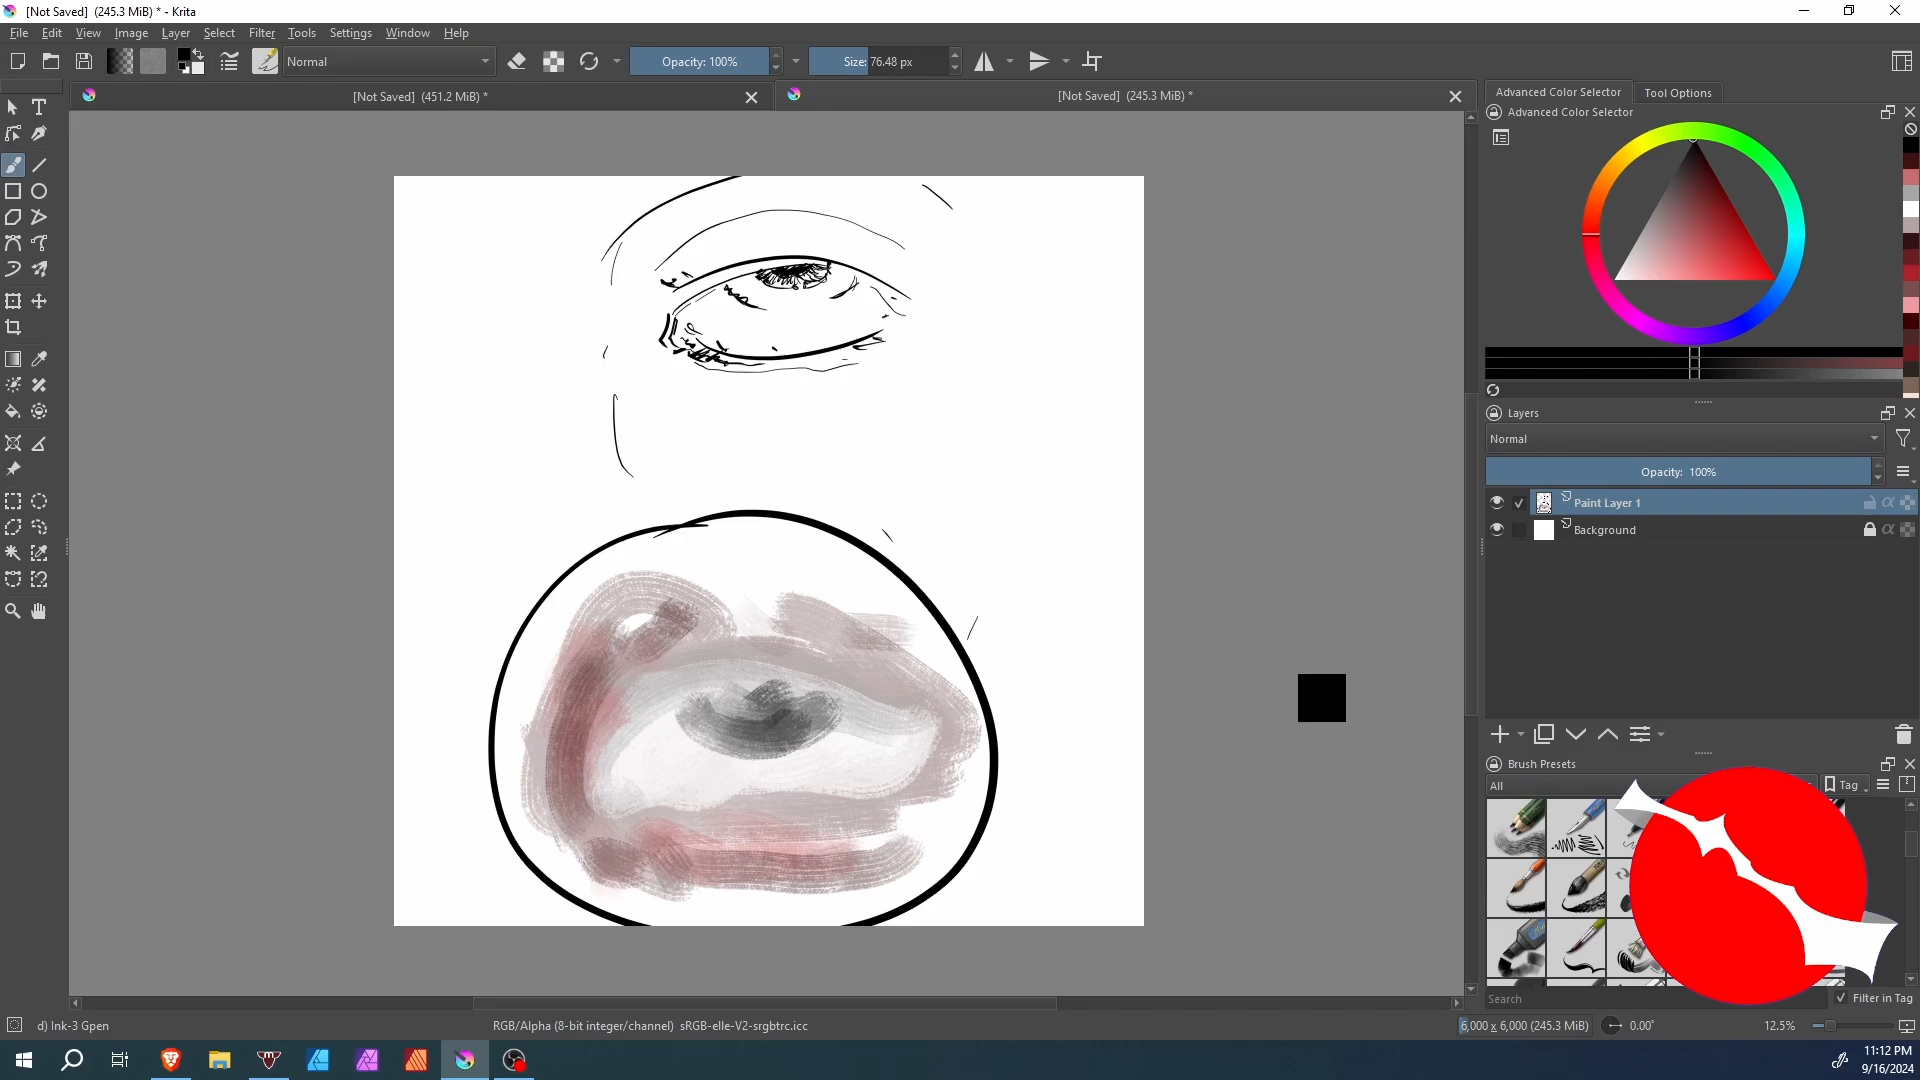 [Not Saved]  (245.3 MiB) * - Krita
File Edit View Image Layer Select Filter Tools Settings Window Help
Normal
Opacity: 100%
Size: 76.48 px
[Not Saved]  (451.2 MiB) *
[Not Saved]  (245.3 MiB) *
Advanced Color Selector
Tool Options
Advanced Color Selector
Layers
Normal
Opacity:  100%
Paint Layer 1
Background
Brush Presets
All
Tag
Search
Filter in Tag
d) Ink-3 Gpen
RGB/Alpha (8-bit integer/channel)  sRGB-elle-V2-srgbtrc.icc
6,000 x 6,000 (245.3 MiB)
0.00°
12.5%
11:12 PM
9/16/2024